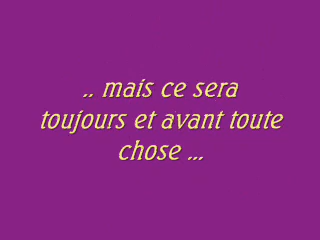 .. mais ce sera
toujours et avant toute
chose ...